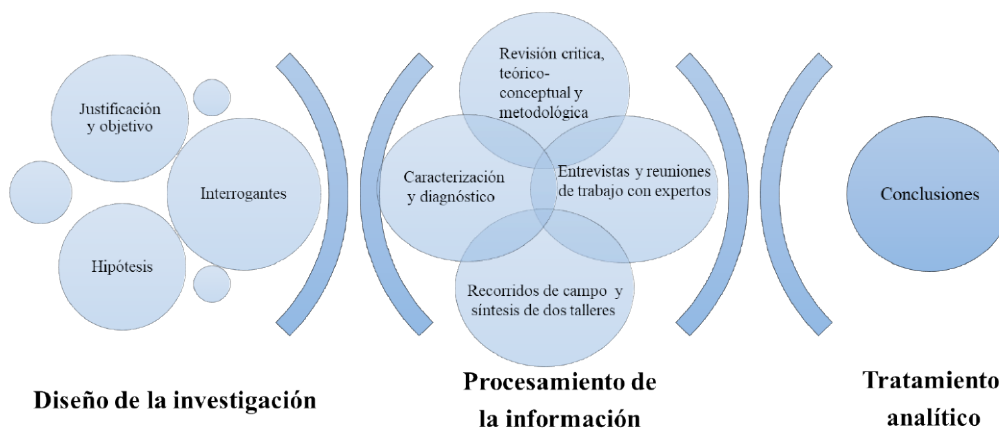 Justificación
y objetivo
Interrogantes
Hipótesis
Diseño de la investigación
Revisión critica,
teórico-
conceptual y
metodológica
Caracterización
y diagnóstico
Entrevistas y reuniones
de trabajo con expertos
Recorridos de campo y
síntesis de dos talleres
Procesamiento de
la información
Conclusiones
Tratamiento
analítico